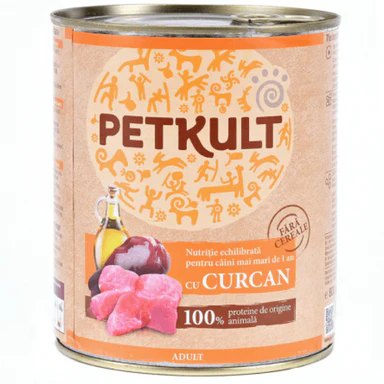 PETKULT
FĂRĂ
CEREALE
Nutriție echilibrată
pentru câini mai mari de 1 an
cu CURCAN
100% proteine de origine
animală
ADULT